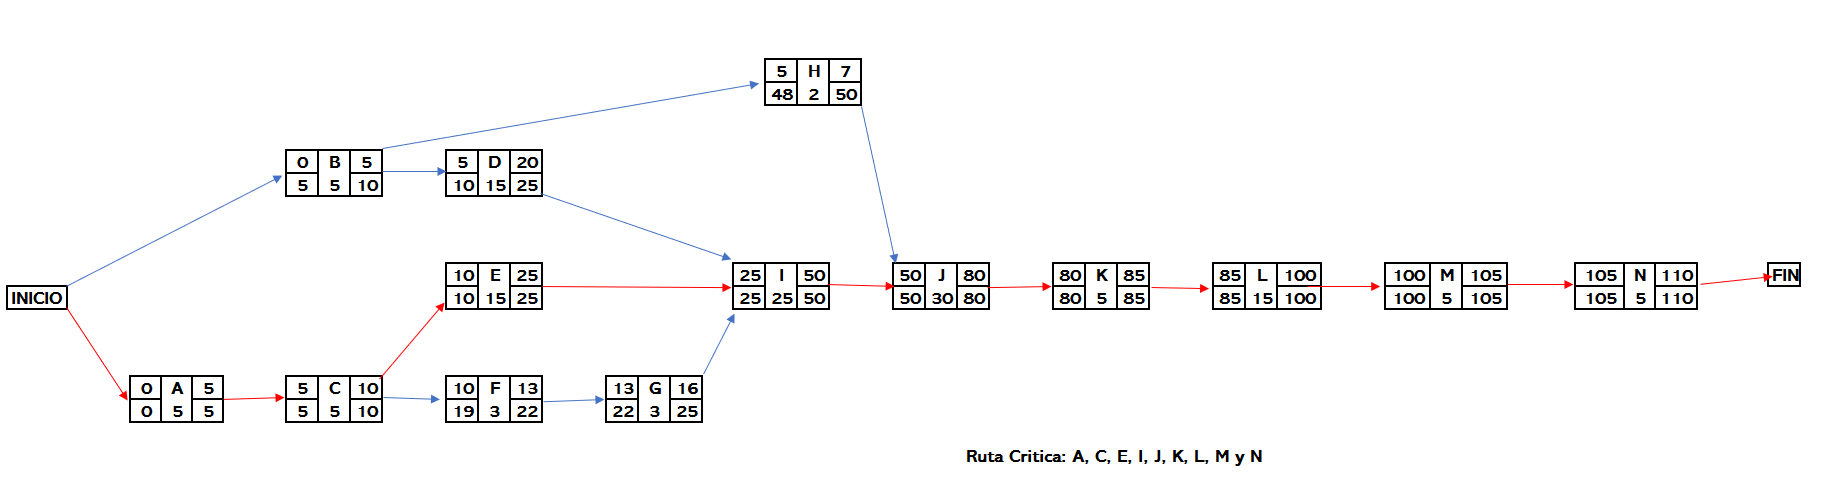 5 H 7
48 2 50
0 B 5
5 5 10
5 D 20
10 15 25
INICIO
10 E 25
10 15 25
25 I 50
25 25 50
50 J 80
50 30 80
80 K 85
80 5 85
85 L 100
85 15 100
100 M 105
100 5 105
105 N 110
105 5 110
FIN
0 A 5
0 5 5
5 C 10
5 5 10
10 F 13
19 3 22
13 G 16
22 3 25
Ruta Critica: A, C, E, I, J, K, L, M y N